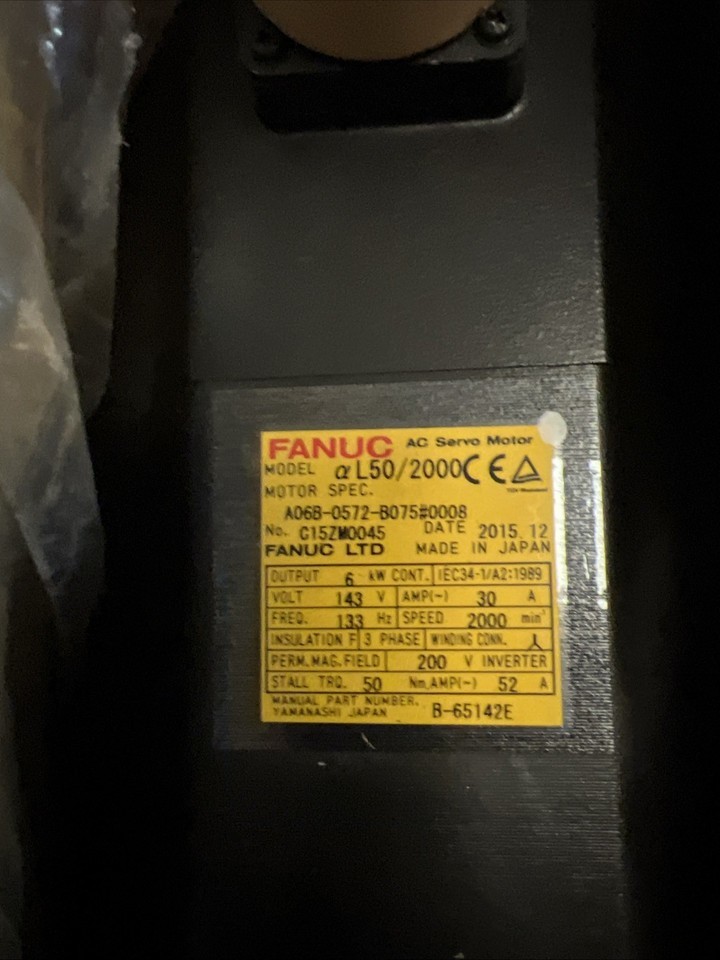 FANUC AC Servo Motor
MODEL αL50/2000 CE
MOTOR SPEC.
A06B-0572-B075#0008
No. C15ZM0045 DATE 2015.12
FANUC LTD MADE IN JAPAN
OUTPUT 6 kW CONT. IEC34-1/A2:1989
VOLT 143 V AMP(~) 30 A
FREQ. 133 Hz SPEED 2000 min⁻¹
INSULATION F 3 PHASE WINDING CONN.
PERM.MAG.FIELD 200 V INVERTER
STALL TRQ. 50 Nm,AMP(~) 52 A
MANUAL PART NUMBER.
YAMANASHI JAPAN B-65142E